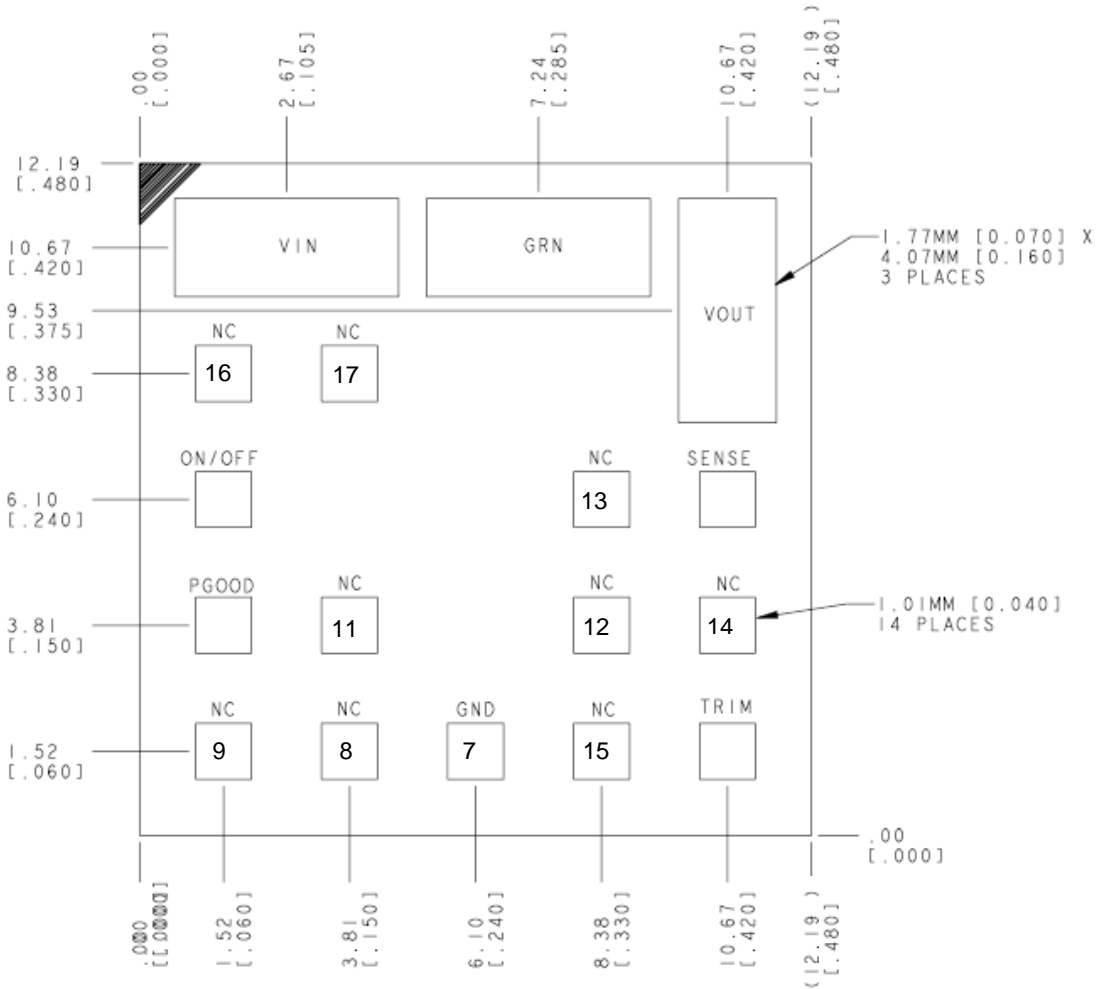 .00
[.000]
2.67
[.105]
7.24
[.285]
10.67
[.420]
(12.19 )
[.480]
12.19
[.480]
10.67
[.420]
VIN
GRN
1.77MM [0.070] X
4.07MM [0.160]
3 PLACES
9.53
[.375]
VOUT
NC
NC
8.38
[.330]
16
17
ON/OFF
NC
SENSE
6.10
[.240]
13
PGOOD
NC
NC
NC
3.81
[.150]
11
12
14
1.01MM [0.040]
14 PLACES
NC
NC
GND
NC
TRIM
1.52
[.060]
9
8
7
15
.00
[.000]
1.52
[.060]
3.81
[.150]
6.10
[.240]
8.38
[.330]
10.67
[.420]
(12.19 )
[.480]